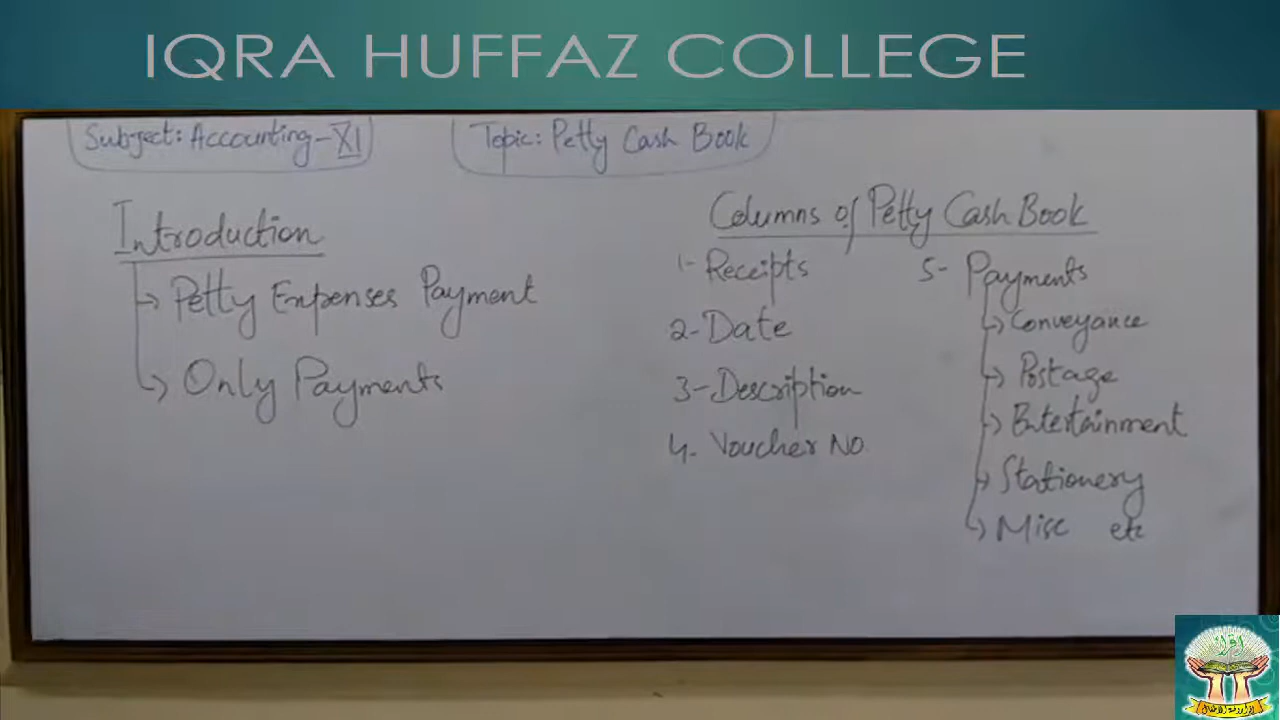 IQRA HUFFAZ COLLEGE
Subject: Accounting-XI
Topic: Petty Cash Book
Introduction
Petty Expenses Payment
Only Payments
Columns of Petty Cash Book
1- Receipts
2- Date
3- Description
4. Voucher No
5- Payments
Conveyance
Postage
Entertainment
Stationery
Misc etc